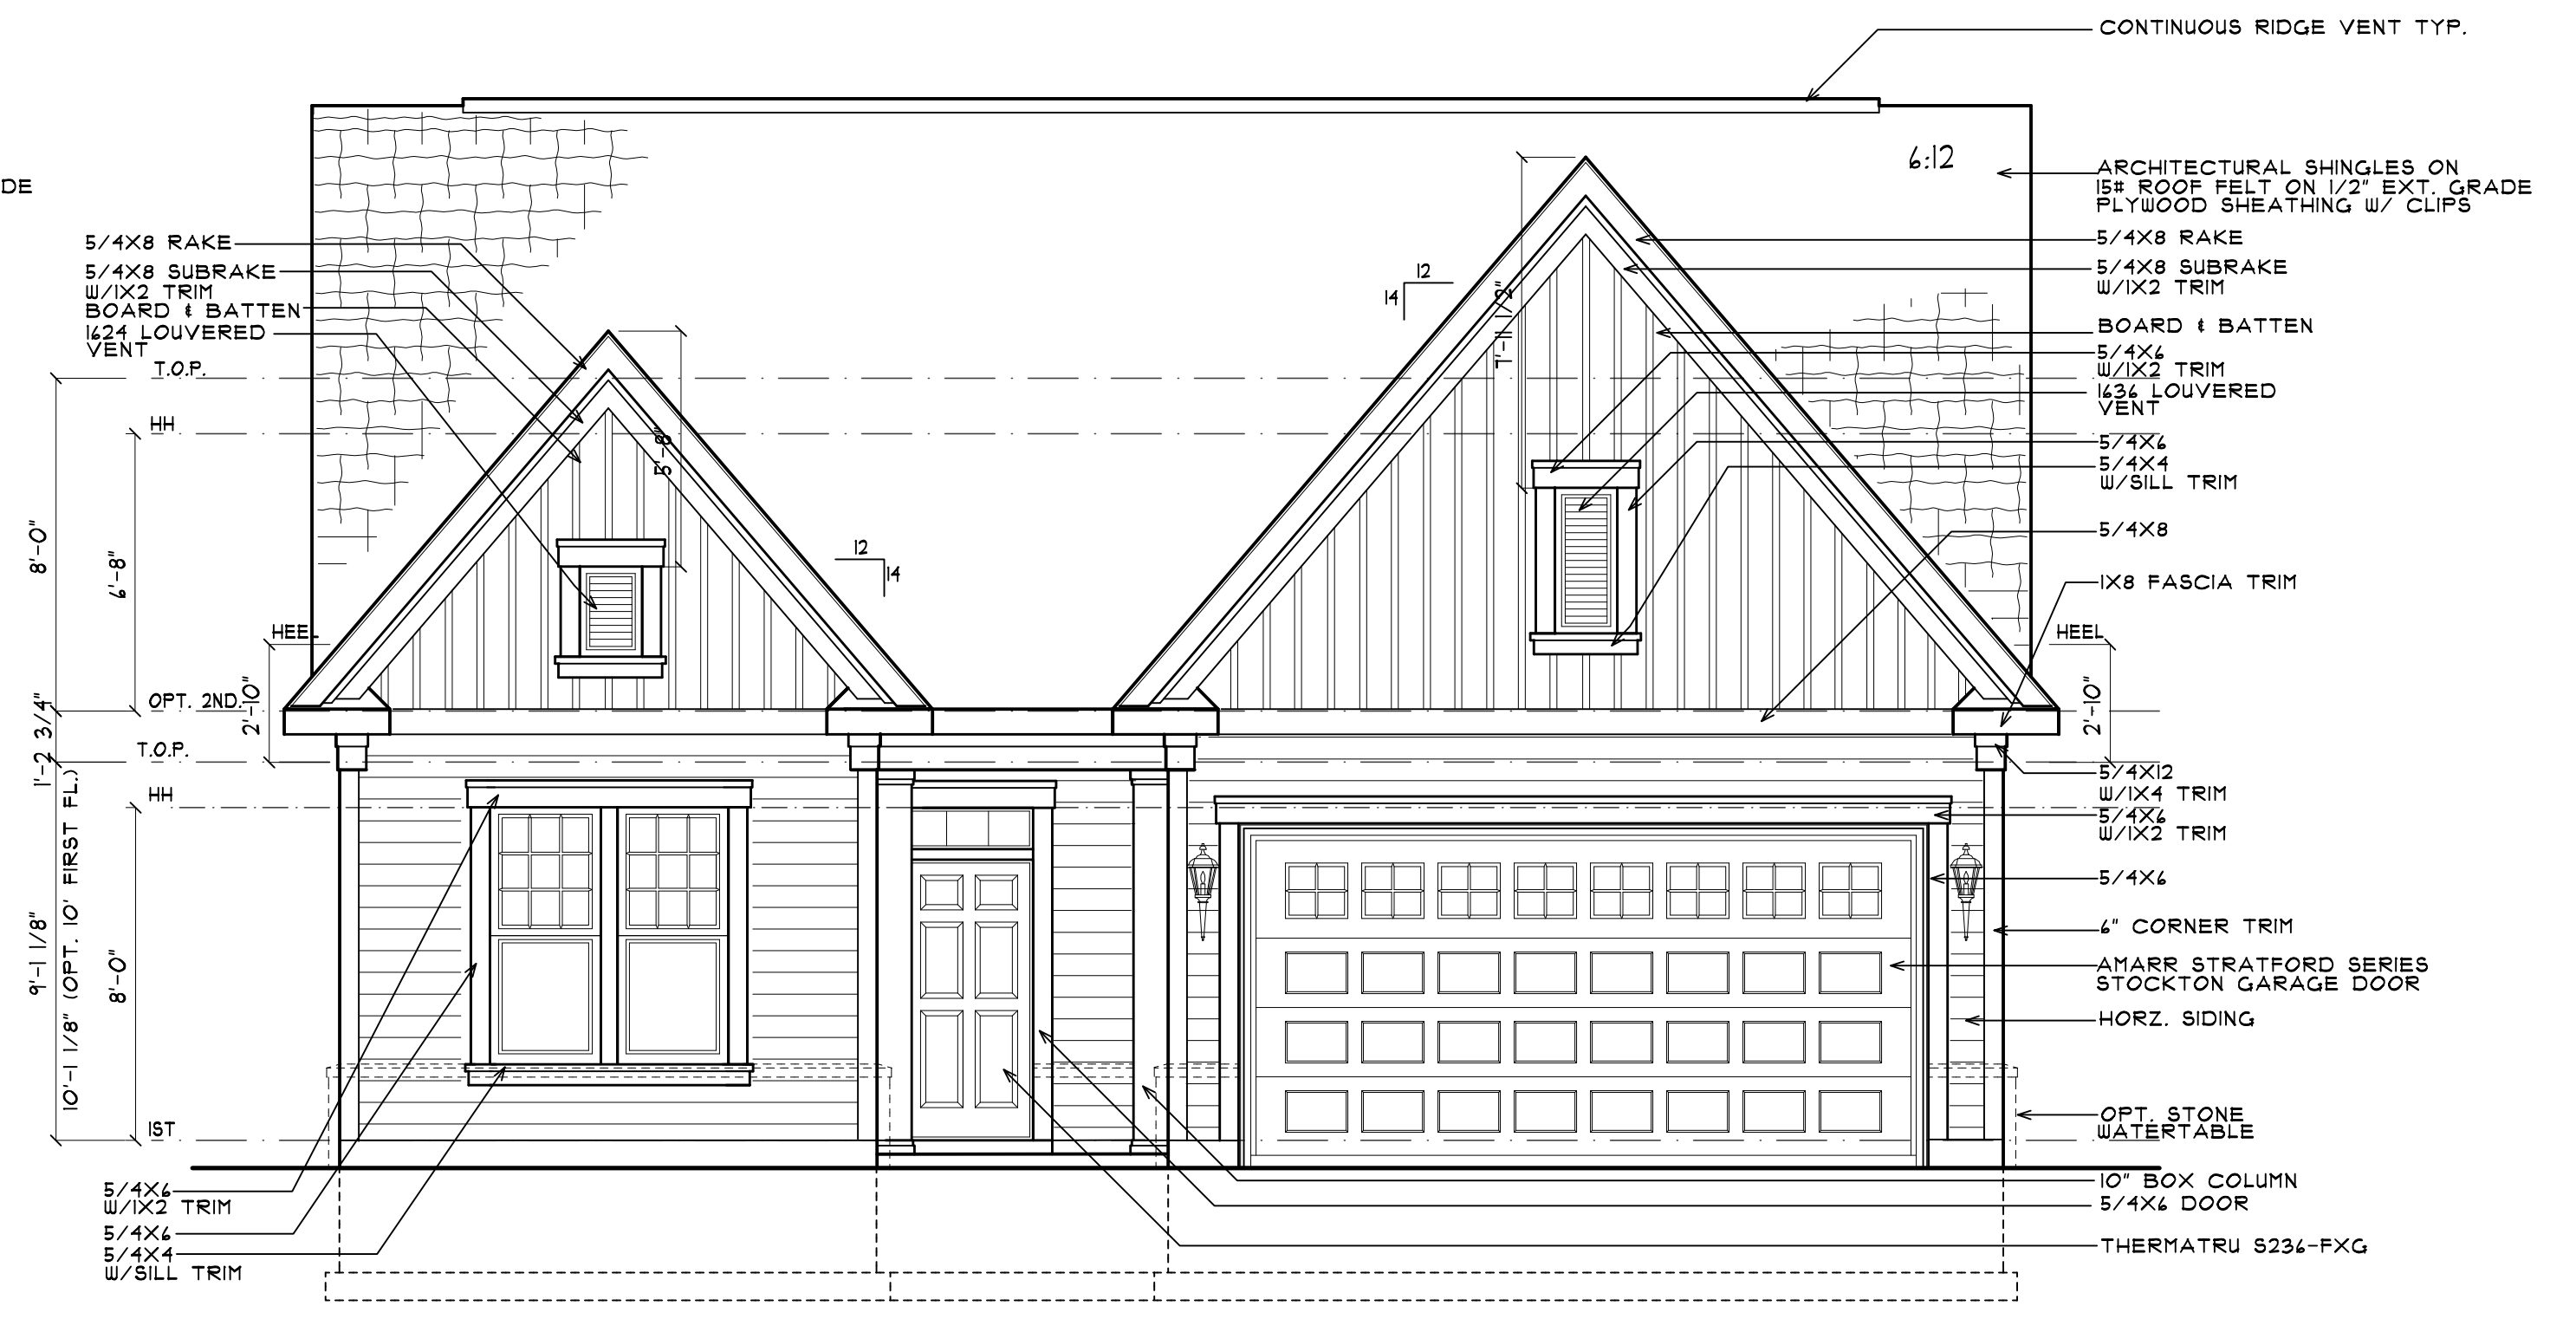 CONTINUOUS RIDGE VENT TYP.
6:12
DE
ARCHITECTURAL SHINGLES ON
15# ROOF FELT ON 1/2" EXT. GRADE
PLYWOOD SHEATHING W/ CLIPS
5/4X8 RAKE
5/4X8 SUBRAKE
W/1X2 TRIM
BOARD & BATTEN
1624 LOUVERED
VENT
T.O.P.
HH
8'-0"
6'-8"
HEEL
OPT. 2ND.
2'-10"
1'-2 3/4"
T.O.P.
HH
9'-1 1/8"
10'-1 1/8" (OPT. 10' FIRST FL.)
8'-0"
1ST
5'-8"
12
14
12
14
7'-11 1/2"
5/4X8 RAKE
5/4X8 SUBRAKE
W/1X2 TRIM
BOARD & BATTEN
5/4X6
W/1X2 TRIM
1636 LOUVERED
VENT
5/4X6
5/4X4
W/SILL TRIM
5/4X8
1X8 FASCIA TRIM
HEEL
2'-10"
5/4X12
W/1X4 TRIM
5/4X6
W/1X2 TRIM
5/4X6
6" CORNER TRIM
AMARR STRATFORD SERIES
STOCKTON GARAGE DOOR
HORZ. SIDING
OPT. STONE
WATERTABLE
10" BOX COLUMN
5/4X6 DOOR
THERMATRU S236-FXG
5/4X6
W/1X2 TRIM
5/4X6
5/4X4
W/SILL TRIM